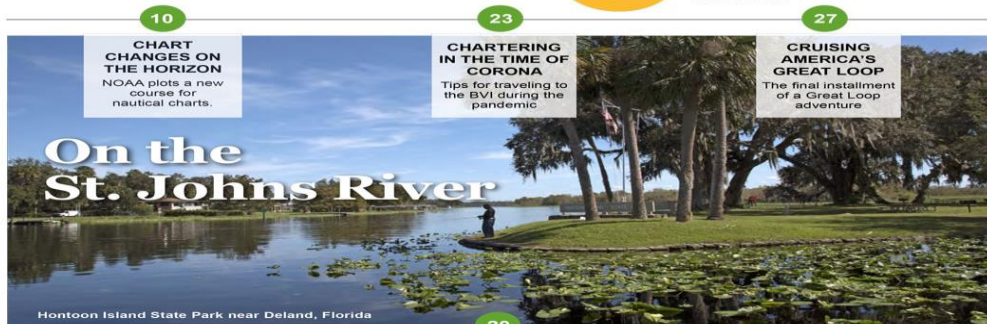 10
CHART
CHANGES ON
THE HORIZON
NOAA plots a new
course for
nautical charts.
23
CHARTERING
IN THE TIME OF
CORONA
Tips for traveling to
the BVI during the
pandemic
27
CRUISING
AMERICA'S
GREAT LOOP
The final installment
of a Great Loop
adventure
On the
St. Johns River
Hontoon Island State Park near Deland, Florida